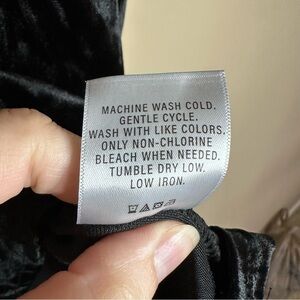 MACHINE WASH COLD.
GENTLE CYCLE.
WASH WITH LIKE COLORS.
ONLY NON-CHLORINE
BLEACH WHEN NEEDED.
TUMBLE DRY LOW.
LOW IRON.